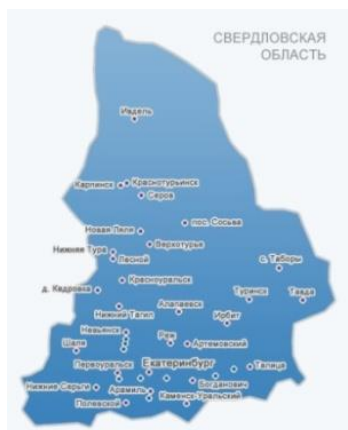 СВЕРДЛОВСКАЯ
ОБЛАСТЬ
Ивдель
Карпинск
Краснотурьинск
Серов
пос. Сосьва
Новая Ляля
Верхотурье
Нижняя Тура
Лесной
с. Таборы
Красноуральск
д. Кедровка
Туринск
Тавда
Алапаевск
Нижний Тагил
Ирбит
Невьянск
Реж
Артемовский
Шаля
Екатеринбург
Первоуральск
Талица
Богданович
Нижние Серьги
Арамиль
Полевской
Каменск-Уральский